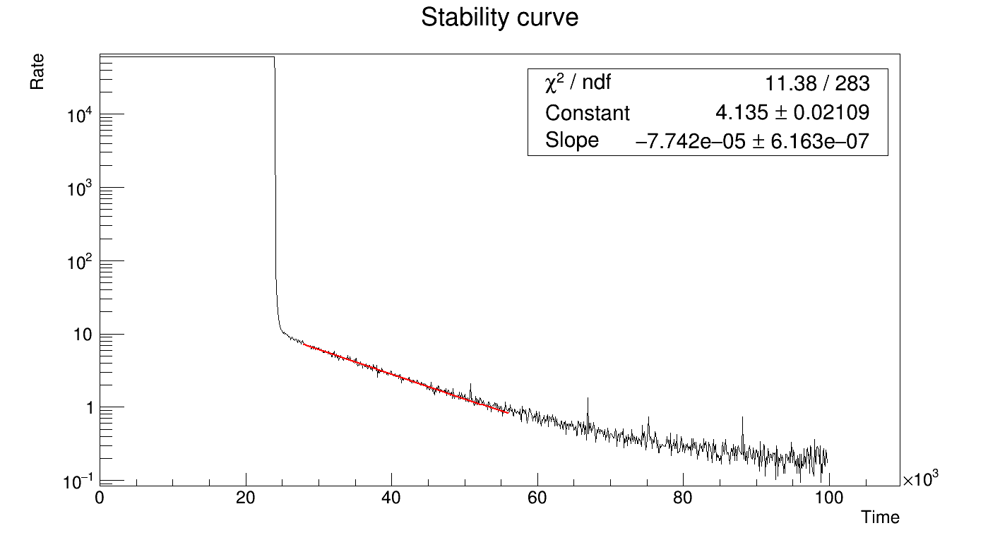 Stability curve
Rate
χ² / ndf 11.38 / 283
Constant 4.135 ± 0.02109
Slope –7.742e–05 ± 6.163e–07
10⁴
10³
10²
10
1
10⁻¹
0 20 40 60 80 100 ×10³
Time